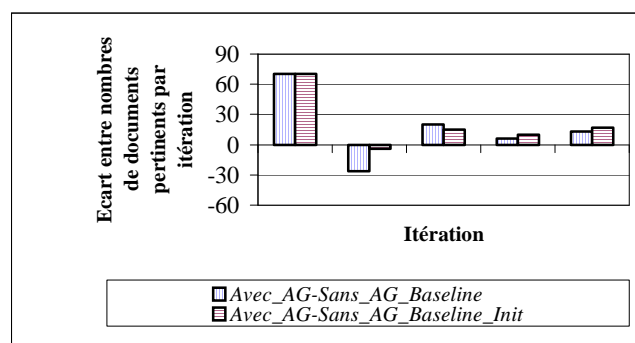 Ecart entre nombres
de documents
pertinents par
itération
90
60
30
0
-30
-60
Itération
Avec_AG-Sans_AG_Baseline
Avec_AG-Sans_AG_Baseline_Init